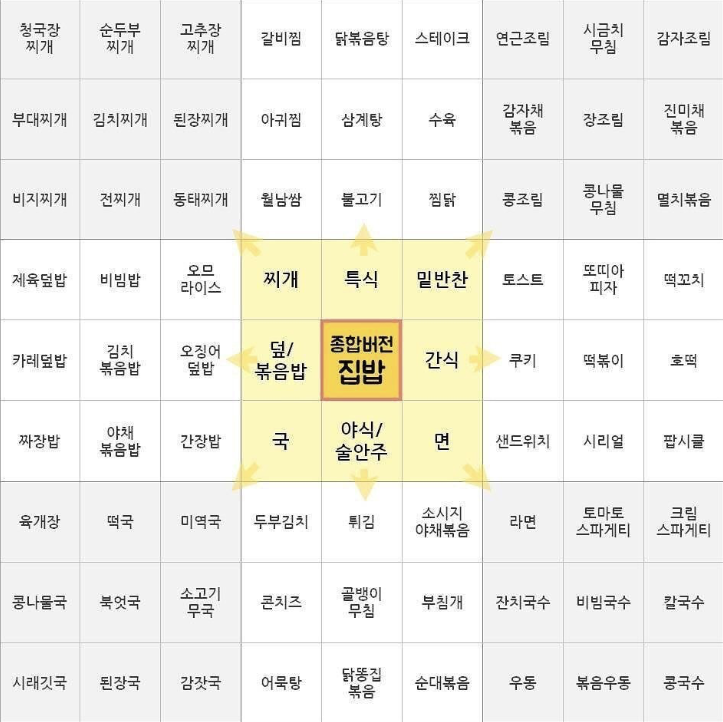 청국장 찌개 순두부 찌개 고추장 찌개 갈비찜 닭볶음탕 스테이크 연근조림 시금치 무침 감자조림
부대찌개 김치찌개 된장찌개 아귀찜 삼계탕 수육 감자채 볶음 장조림 진미채 볶음
비지찌개 전찌개 동태찌개 월남쌈 불고기 찜닭 콩조림 콩나물 무침 멸치볶음
제육덮밥 비빔밥 오므 라이스 찌개 특식 밑반찬 토스트 또띠아 피자 떡꼬치
카레덮밥 김치 볶음밥 오징어 덮밥 덮/ 볶음밥 종합버전 집밥 간식 쿠키 떡볶이 호떡
짜장밥 야채 볶음밥 간장밥 국 야식/ 술안주 면 샌드위치 시리얼 팝시클
육개장 떡국 미역국 두부김치 튀김 소시지 야채볶음 라면 토마토 스파게티 크림 스파게티
콩나물국 북엇국 소고기 무국 콘치즈 골뱅이 무침 부침개 잔치국수 비빔국수 칼국수
시래깃국 된장국 감잣국 어묵탕 닭똥집 볶음 순대볶음 우동 볶음우동 콩국수